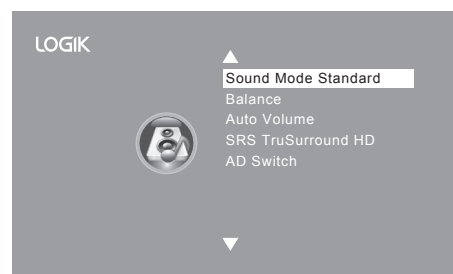 LOGIK
Sound Mode Standard
Balance
Auto Volume
SRS TruSurround HD
AD Switch